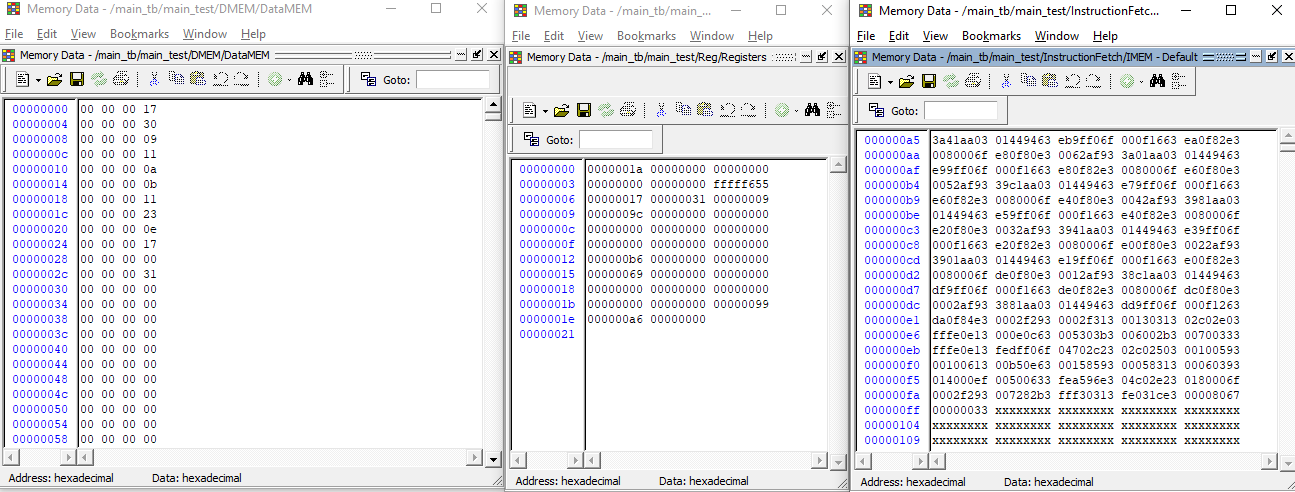 Memory Data - /main_tb/main_test/DMEM/DataMEM
File Edit View Bookmarks Window Help
Memory Data - /main_tb/main_test/DMEM/DataMEM
Goto:
00000000 00 00 00 17
00000004 00 00 00 30
00000008 00 00 00 09
0000000c 00 00 00 11
00000010 00 00 00 0a
00000014 00 00 00 0b
00000018 00 00 00 11
0000001c 00 00 00 23
00000020 00 00 00 0e
00000024 00 00 00 17
00000028 00 00 00 00
0000002c 00 00 00 31
00000030 00 00 00 00
00000034 00 00 00 00
00000038 00 00 00 00
0000003c 00 00 00 00
00000040 00 00 00 00
00000044 00 00 00 00
00000048 00 00 00 00
0000004c 00 00 00 00
00000050 00 00 00 00
00000054 00 00 00 00
00000058 00 00 00 00
Address: hexadecimal Data: hexadecimal
Memory Data - /main_tb/main_...
File Edit View Bookmarks Window Help
Memory Data - /main_tb/main_test/Reg/Registers
Goto:
00000000 0000001a 00000000 00000000
00000003 00000000 00000000 fffff655
00000006 00000017 00000031 00000009
00000009 0000009c 00000000 00000000
0000000c 00000000 00000000 00000000
0000000f 00000000 00000000 00000000
00000012 000000b6 00000000 00000000
00000015 00000069 00000000 00000000
00000018 00000000 00000000 00000000
0000001b 00000000 00000000 00000099
0000001e 000000a6 00000000
00000021
Address: hexadecimal Data: hexadecimal
Memory Data - /main_tb/main_test/InstructionFetc...
File Edit View Bookmarks Window Help
Memory Data - /main_tb/main_test/InstructionFetch/IMEM - Default
Goto:
000000a5 3a41aa03 01449463 eb9ff06f 000f1663 ea0f82e3
000000aa 0080006f e80f80e3 0062af93 3a01aa03 01449463
000000af e99ff06f 000f1663 e80f82e3 0080006f e60f80e3
000000b4 0052af93 39c1aa03 01449463 e79ff06f 000f1663
000000b9 e60f82e3 0080006f e40f80e3 0042af93 3981aa03
000000be 01449463 e59ff06f 000f1663 e40f82e3 0080006f
000000c3 e20f80e3 0032af93 3941aa03 01449463 e39ff06f
000000c8 000f1663 e20f82e3 0080006f e00f80e3 0022af93
000000cd 3901aa03 01449463 e19ff06f 000f1663 e00f82e3
000000d2 0080006f de0f80e3 0012af93 38c1aa03 01449463
000000d7 df9ff06f 000f1663 de0f82e3 0080006f dc0f80e3
000000dc 0002af93 3881aa03 01449463 dd9ff06f 000f1263
000000e1 da0f84e3 0002f293 0002f313 00130313 02c02e03
000000e6 fffe0e13 000e0c63 005303b3 006002b3 00700333
000000eb fffe0e13 fedff06f 04702c23 02c02503 00100593
000000f0 00100613 00b50e63 00158593 00058313 00060393
000000f5 014000ef 00500633 fea596e3 04c02e23 0180006f
000000fa 0002f293 007282b3 fff30313 fe031ce3 00008067
000000ff 00000033 xxxxxxxx xxxxxxxx xxxxxxxx xxxxxxxx
00000104 xxxxxxxx xxxxxxxx xxxxxxxx xxxxxxxx xxxxxxxx
00000109 xxxxxxxx xxxxxxxx xxxxxxxx xxxxxxxx xxxxxxxx
Address: hexadecimal Data: hexadecimal